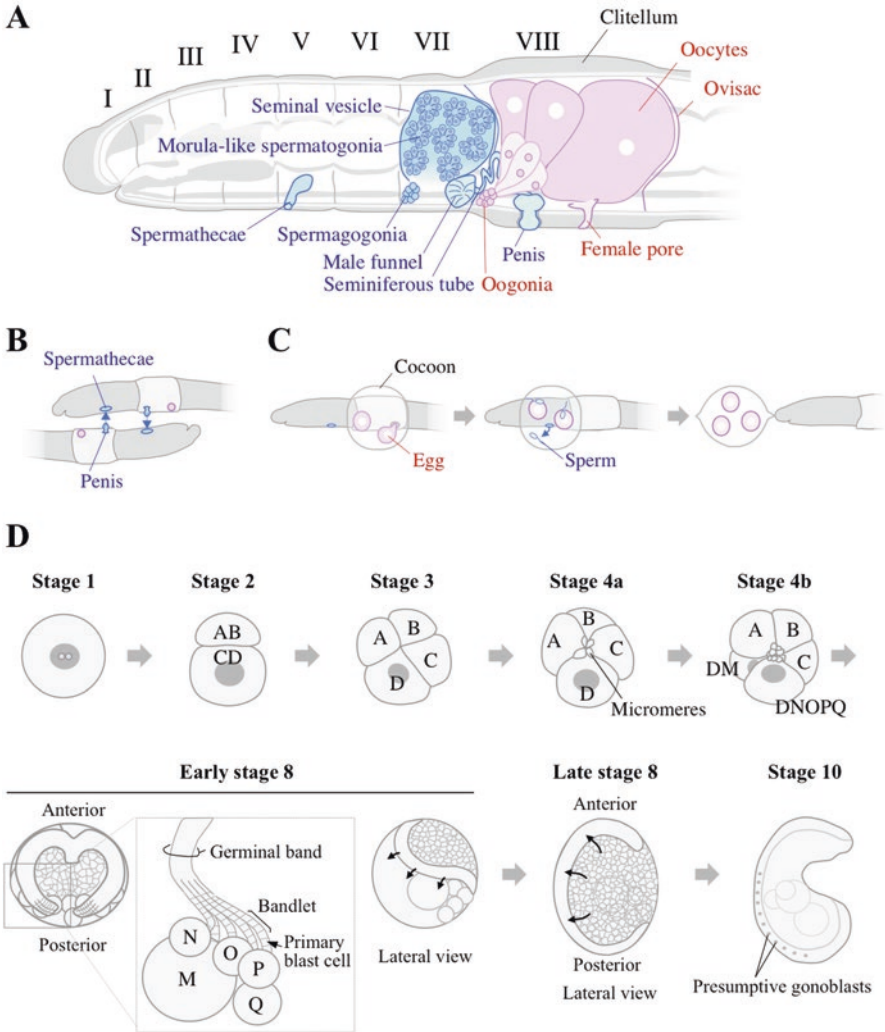 A
I
II
III
IV
V
VI
VII
VIII
Clitellum
Oocytes
Ovisac
Seminal vesicle
Morula-like spermatogonia
Spermathecae
Spermagogonia
Male funnel
Seminiferous tube
Oogonia
Penis
Female pore
B
Spermathecae
Penis
C
Cocoon
Egg
Sperm
D
Stage 1
Stage 2
Stage 3
Stage 4a
Stage 4b
AB
CD
A
B
C
D
A
B
C
D
Micromeres
A
B
C
DM
DNOPQ
Early stage 8
Late stage 8
Stage 10
Anterior
Posterior
Germinal band
Bandlet
Primary
blast cell
N
O
P
M
Q
Lateral view
Anterior
Posterior
Lateral view
Presumptive gonoblasts